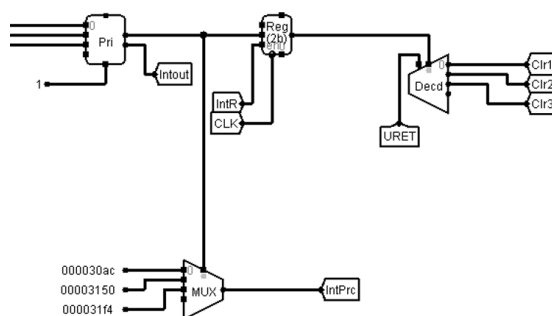 0
Pri
Reg
(2b)
en0
0
Clr1
Intout
Decd
Clr2
1
IntR
Clr3
CLK
URET
000030ac
0
00003150
MUX
IntPrc
000031f4